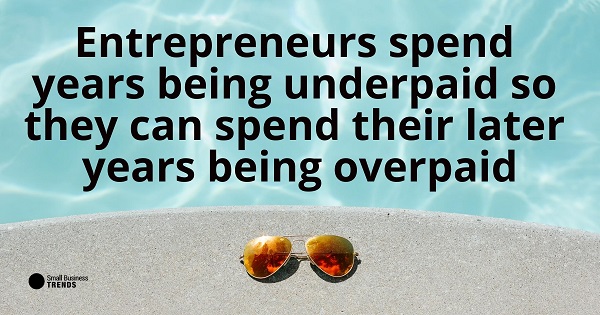 Entrepreneurs spend
years being underpaid so
they can spend their later
years being overpaid
Small Business
TRENDS